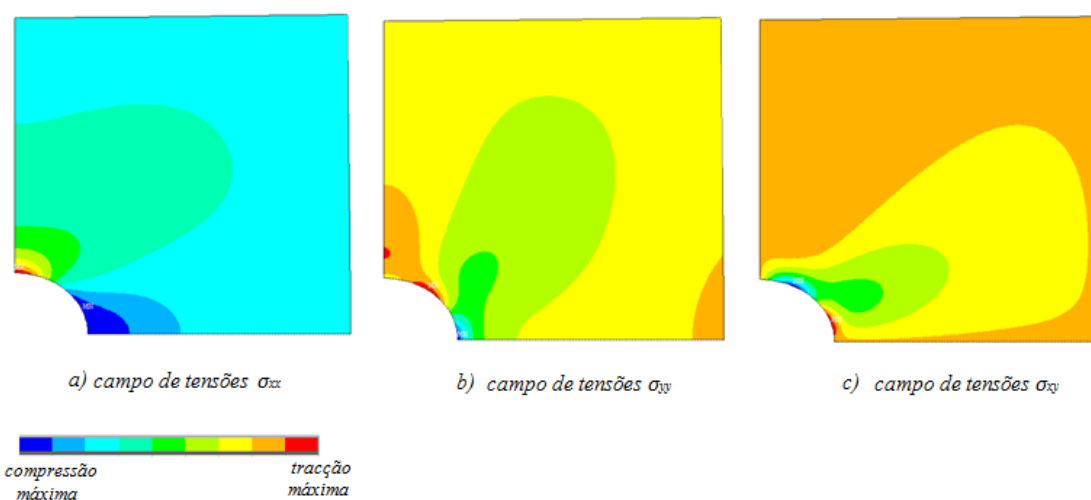 a) campo de tensões σxx
b) campo de tensões σyy
c) campo de tensões σxy
compressão
máxima
tracção
máxima